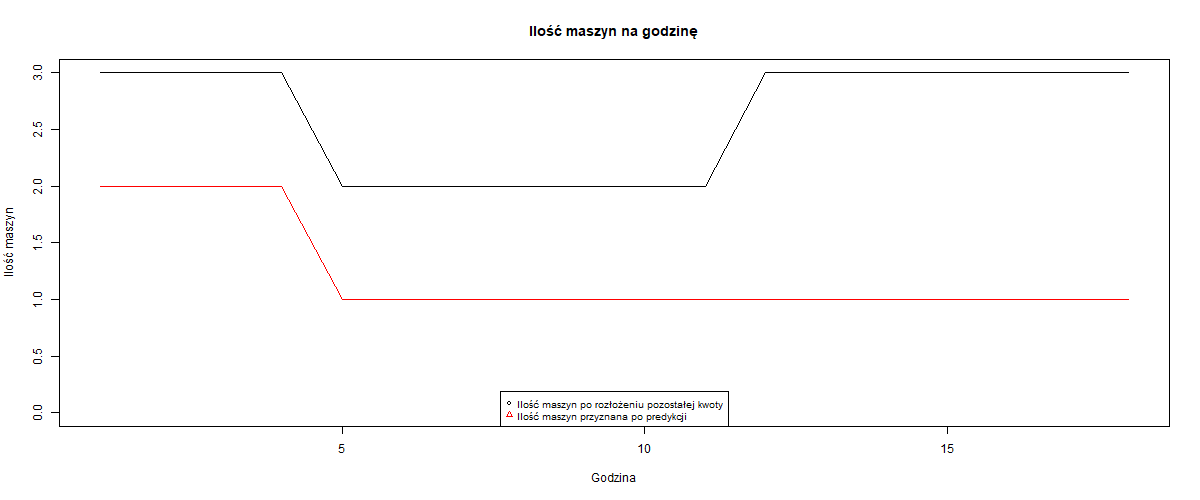 Ilość maszyn na godzinę
Ilość maszyn
3.0
2.5
2.0
1.5
1.0
0.5
0.0
Ilość maszyn po rozłożeniu pozostałej kwoty
Ilość maszyn przyznana po predykcji
5
10
15
Godzina